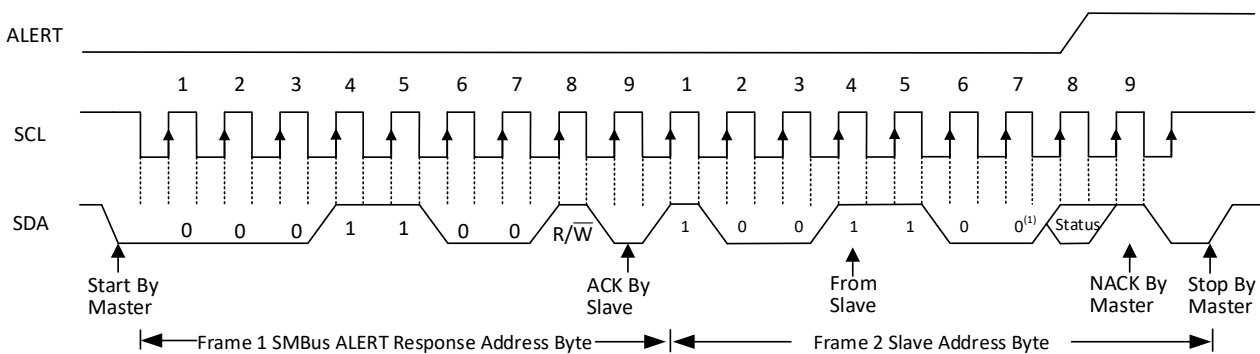 ALERT
1 2 3 4 5 6 7 8 9 1 2 3 4 5 6 7 8 9
SCL
SDA
0 0 0 1 1 0 0 R/W̅ 1 0 0 1 1 0 0⁽¹⁾ Status
Start By
Master
ACK By
Slave
From
Slave
NACK By
Master
Stop By
Master
Frame 1 SMBus ALERT Response Address Byte
Frame 2 Slave Address Byte